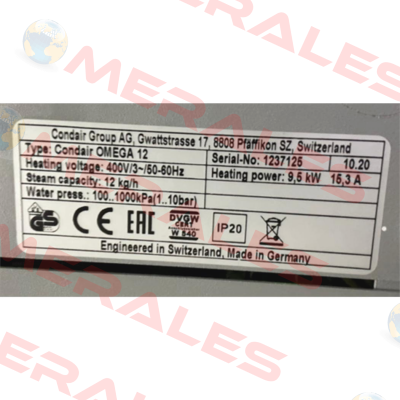 MERALES
Condair Group AG, Gwattstrasse 17, 8808 Pfäffikon SZ, Switzerland
Type: Condair OMEGA 12 Serial-No: 1237125 10.20
Heating voltage: 400V/3~/50-60Hz Heating power: 9,5 kW 15,3 A
Steam capacity: 12 kg/h
Water press.: 100..1000kPa(1..10bar)
GS CE EAC DVGW CERT W 540 IP20
Engineered in Switzerland, Made in Germany
MERALES